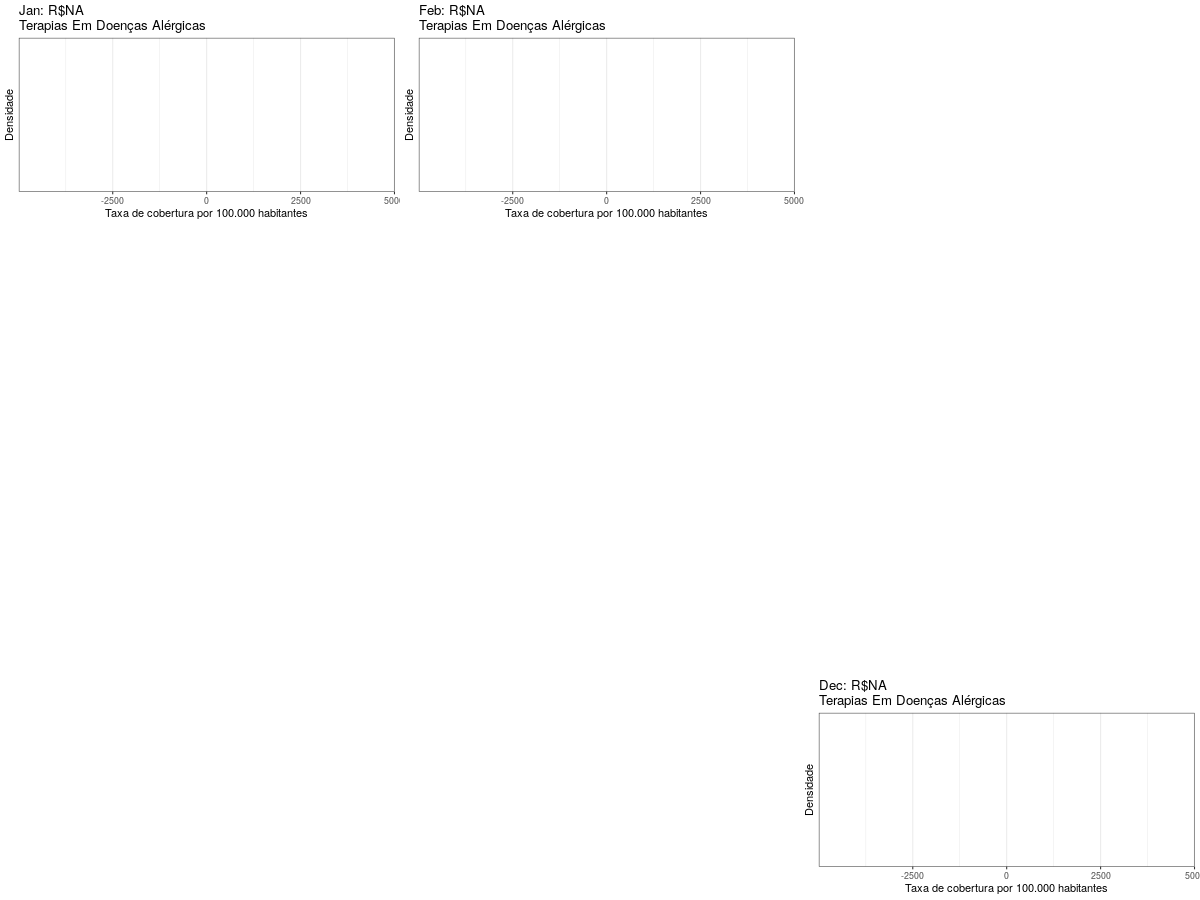 Jan: R$NA
Terapias Em Doenças Alérgicas
Densidade
-2500 0 2500 500
Taxa de cobertura por 100.000 habitantes
Feb: R$NA
Terapias Em Doenças Alérgicas
Densidade
-2500 0 2500 5000
Taxa de cobertura por 100.000 habitantes
Dec: R$NA
Terapias Em Doenças Alérgicas
Densidade
-2500 0 2500 500
Taxa de cobertura por 100.000 habitantes